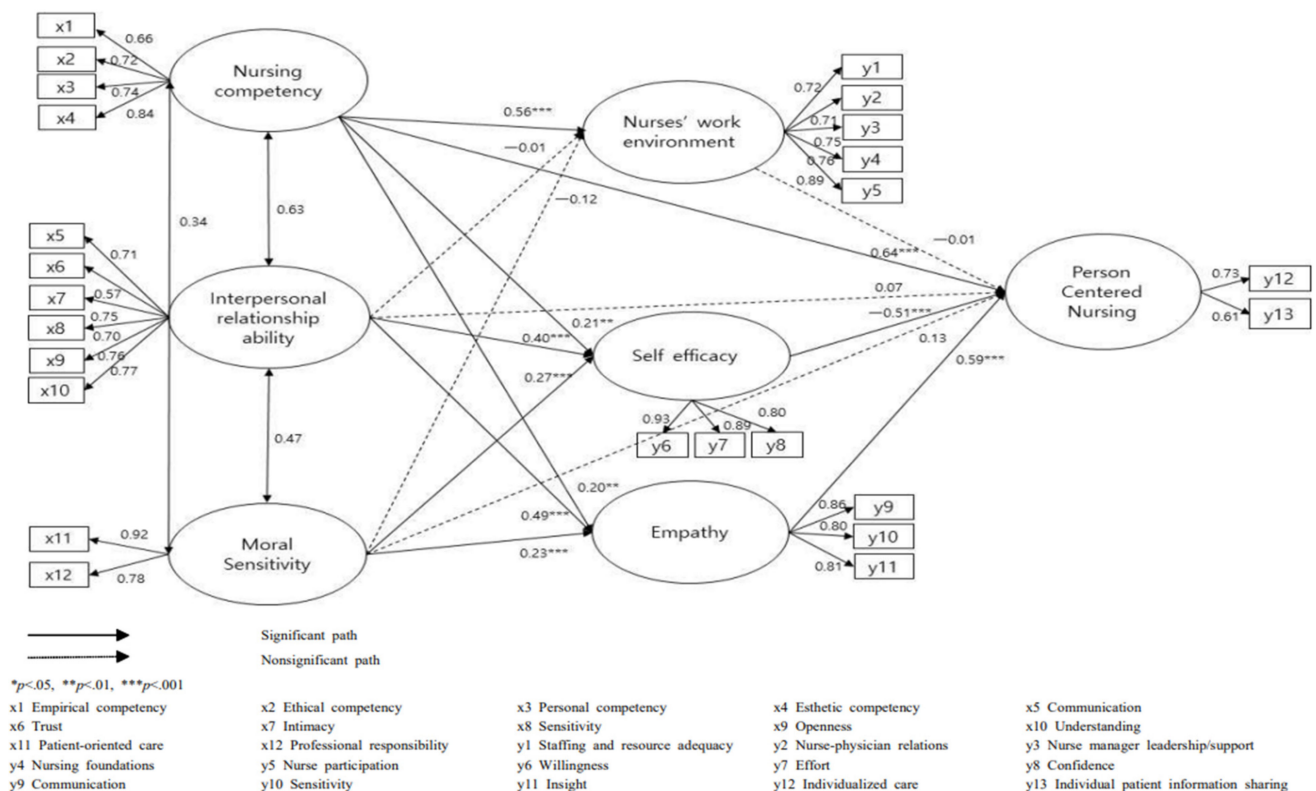 x1
x2
x3
x4
0.66
0.72
0.74
0.84
Nursing
competency
0.56***
−0.01
−0.12
Nurses' work
environment
0.72
0.71
0.75
0.76
0.89
y1
y2
y3
y4
y5
0.34
0.63
x5
x6
x7
x8
x9
x10
0.71
0.57
0.75
0.70
0.76
0.77
Interpersonal
relationship
ability
0.64***
−0.01
0.07
−0.51***
0.13
0.59***
Person
Centered
Nursing
0.73
0.61
y12
y13
0.21**
0.40***
0.27***
Self efficacy
0.93
0.89
0.80
y6
y7
y8
0.47
x11
x12
0.92
0.78
Moral
Sensitivity
0.20**
0.49***
0.23***
Empathy
0.86
0.80
0.81
y9
y10
y11
Significant path
Nonsignificant path
*p<.05, **p<.01, ***p<.001
x1 Empirical competency x2 Ethical competency x3 Personal competency x4 Esthetic competency x5 Communication
x6 Trust x7 Intimacy x8 Sensitivity x9 Openness x10 Understanding
x11 Patient-oriented care x12 Professional responsibility y1 Staffing and resource adequacy y2 Nurse-physician relations y3 Nurse manager leadership/support
y4 Nursing foundations y5 Nurse participation y6 Willingness y7 Effort y8 Confidence
y9 Communication y10 Sensitivity y11 Insight y12 Individualized care y13 Individual patient information sharing